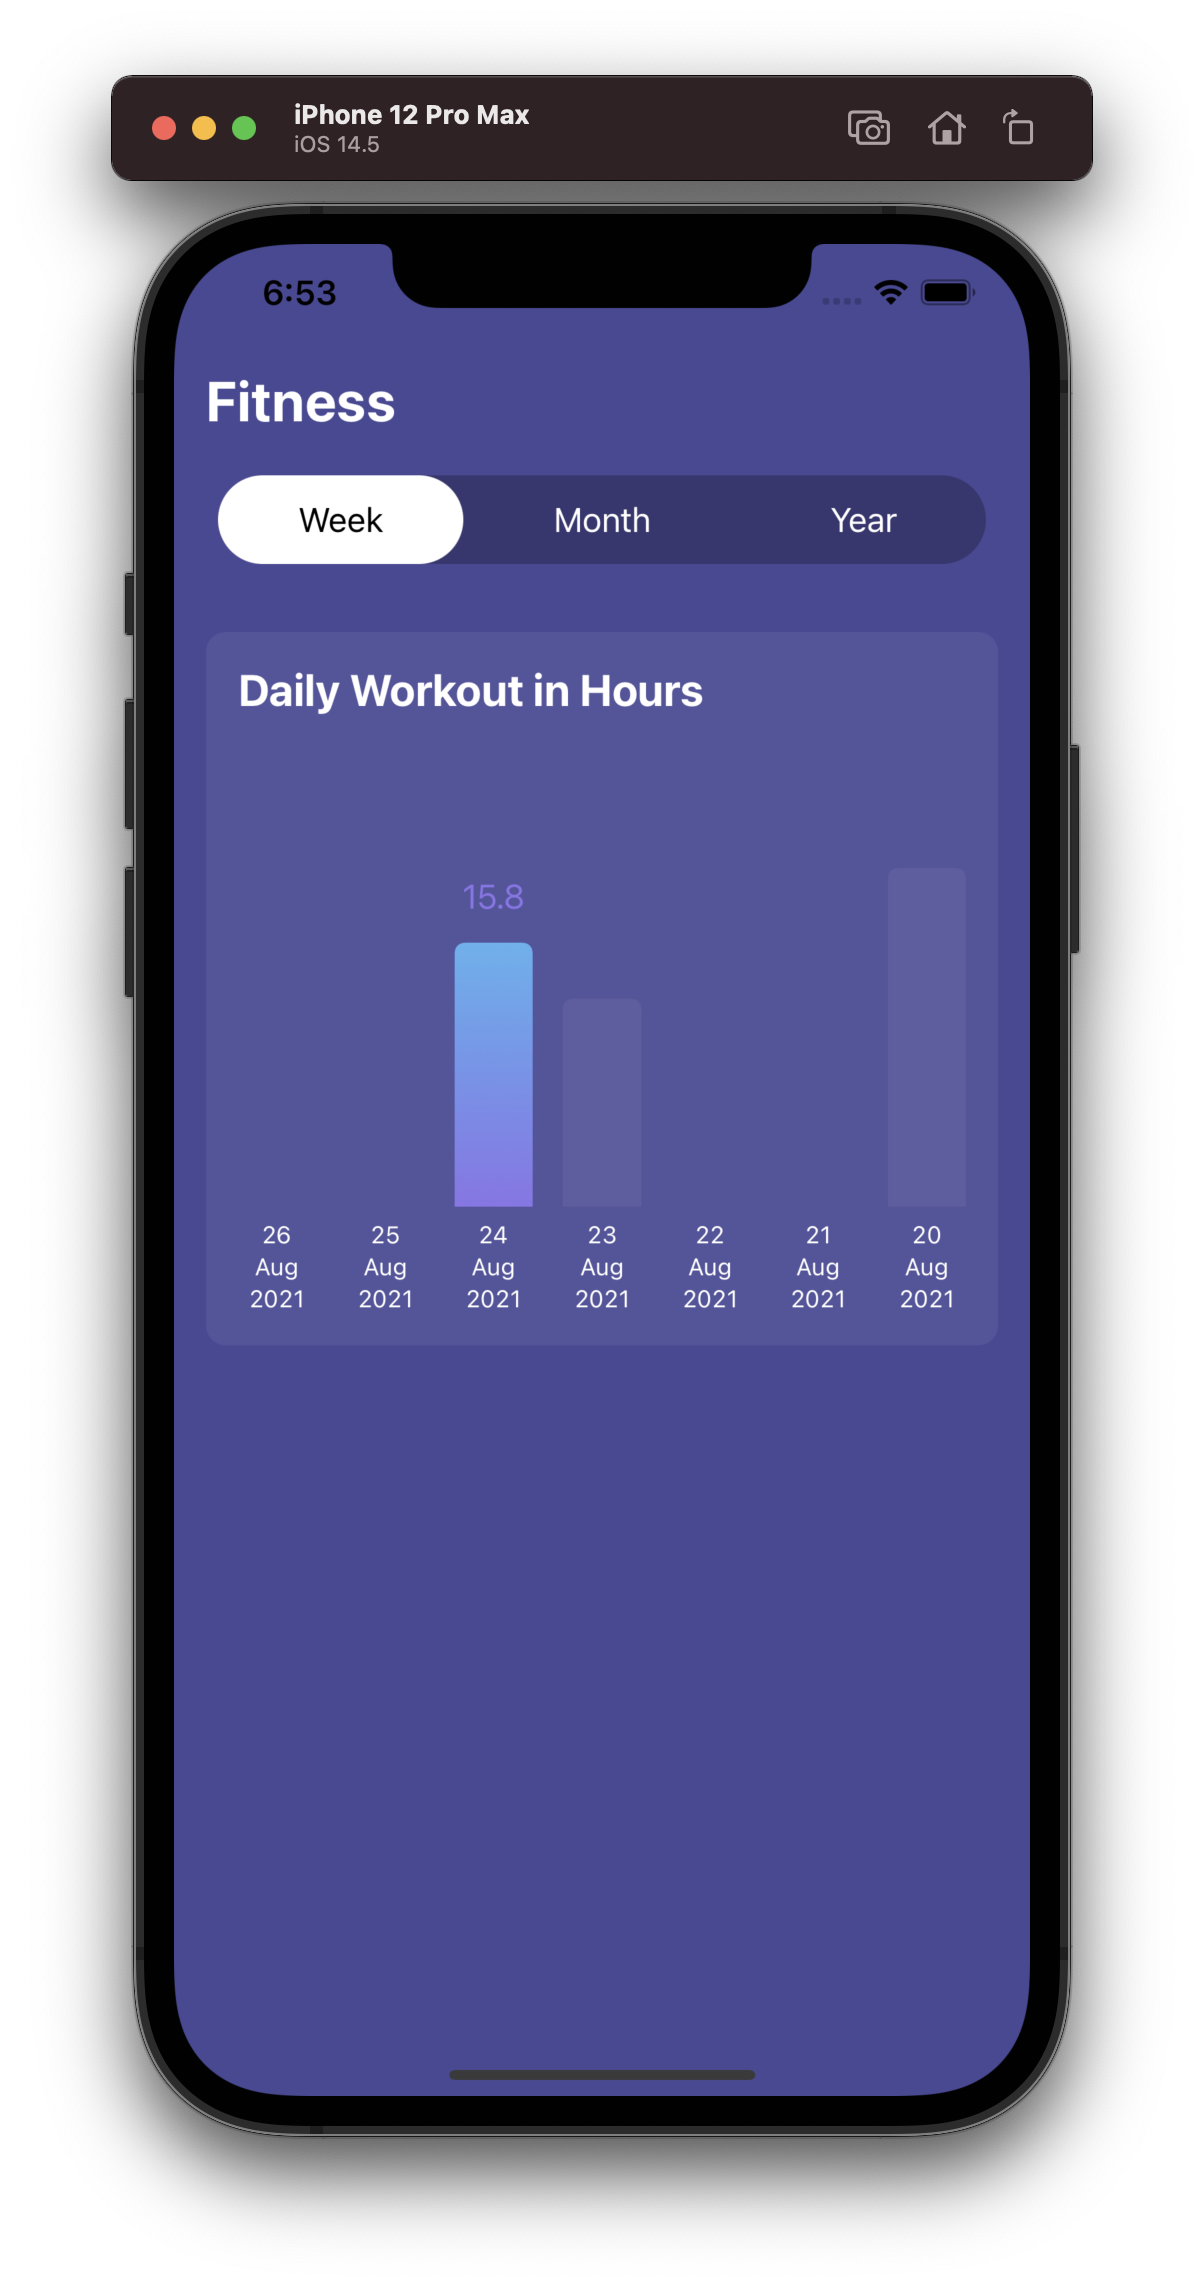 iPhone 12 Pro Max
iOS 14.5
6:53
Fitness
Week Month Year
Daily Workout in Hours
15.8
26 25 24 23 22 21 20
Aug Aug Aug Aug Aug Aug Aug
2021 2021 2021 2021 2021 2021 2021